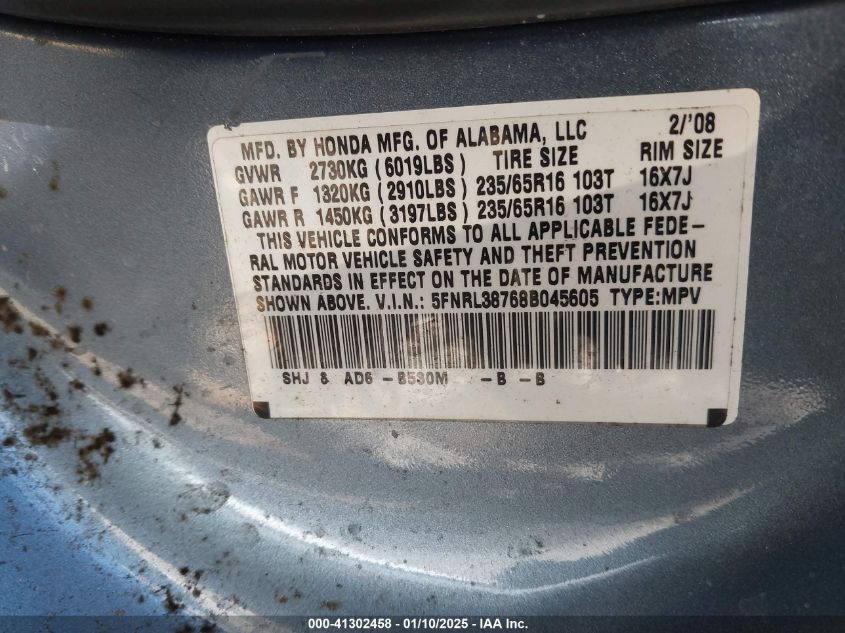 MFD. BY HONDA MFG. OF ALABAMA, LLC 2/'08
GVWR 2730KG (6019LBS) TIRE SIZE RIM SIZE
GAWR F 1320KG (2910LBS) 235/65R16 103T 16X7J
GAWR R 1450KG (3197LBS) 235/65R16 103T 16X7J
THIS VEHICLE CONFORMS TO ALL APPLICABLE FEDE-
RAL MOTOR VEHICLE SAFETY AND THEFT PREVENTION
STANDARDS IN EFFECT ON THE DATE OF MANUFACTURE
SHOWN ABOVE. V.I.N.: 5FNRL38768B045605 TYPE:MPV
SHJ 8 AD6 -B530M -B -B
000-41302458 - 01/10/2025 - IAA Inc.